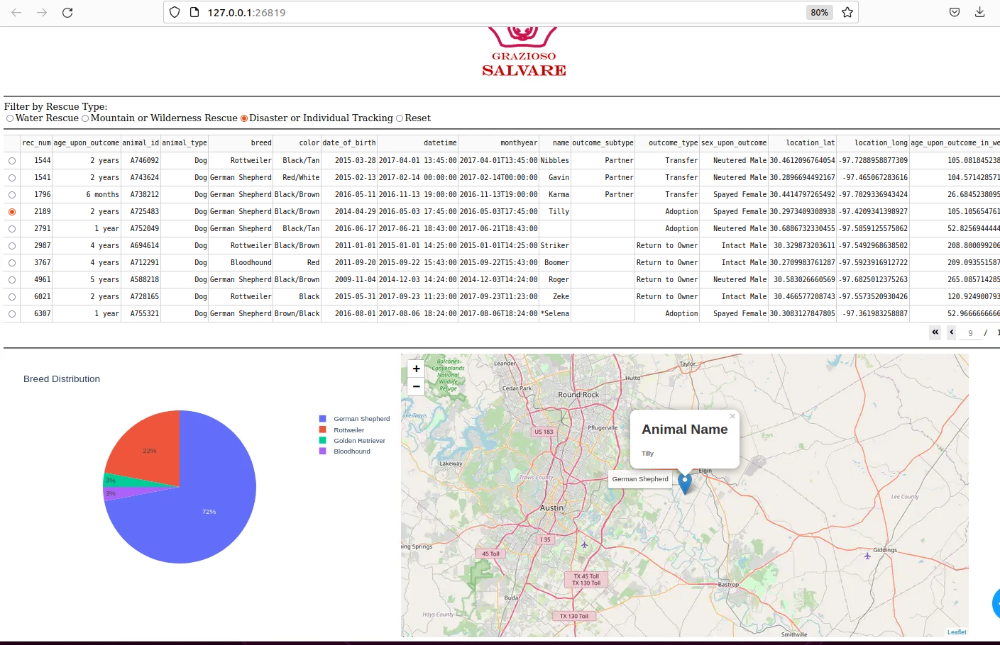 127.0.0.1:26819
80%
GRAZIOSO
SALVARE
Filter by Rescue Type:
Water Rescue Mountain or Wilderness Rescue Disaster or Individual Tracking Reset
rec_num age_upon_outcome animal_id animal_type breed color date_of_birth datetime monthyear name outcome_subtype outcome_type sex_upon_outcome location_lat location_long age_upon_outcome_in_we
1544 2 years A746092 Dog Rottweiler Black/Tan 2015-03-28 2017-04-01 13:45:00 2017-04-01T13:45:00 Nibbles Partner Transfer Neutered Male 30.4612096764054 -97.7288958877309 105.081845238
1541 2 years A743624 Dog German Shepherd Red/White 2015-02-13 2017-02-14 00:00:00 2017-02-14T00:00:00 Gavin Partner Transfer Neutered Male 30.2896694492167 -97.465067283616 104.571428571
1796 6 months A738212 Dog German Shepherd Black/Brown 2016-05-11 2016-11-13 19:00:00 2016-11-13T19:00:00 Karma Partner Transfer Spayed Female 30.4414797265492 -97.7029336943424 26.6845238095
2189 2 years A725483 Dog German Shepherd Black/Brown 2014-04-29 2016-05-03 17:45:00 2016-05-03T17:45:00 Tilly Adoption Spayed Female 30.2973409308938 -97.4209341398927 105.105654761
2791 1 year A752049 Dog German Shepherd Black/Tan 2016-06-17 2017-06-21 18:43:00 2017-06-21T18:43:00 Adoption Neutered Male 30.6886732330455 -97.5859125575062 52.8256944444
2987 4 years A694614 Dog Rottweiler Black/Brown 2011-01-01 2015-01-01 14:25:00 2015-01-01T14:25:00 Striker Return to Owner Intact Male 30.329873203611 -97.5492968638502 208.800099206
3767 4 years A712291 Dog Bloodhound Red 2011-09-20 2015-09-22 15:43:00 2015-09-22T15:43:00 Boomer Return to Owner Intact Male 30.2709983761287 -97.5923916912722 209.093551587
4961 5 years A588218 Dog German Shepherd Black/Brown 2009-11-04 2014-12-03 14:24:00 2014-12-03T14:24:00 Roger Return to Owner Neutered Male 30.583026660569 -97.6825012375263 265.085714285
6021 2 years A728165 Dog Rottweiler Black 2015-05-31 2017-09-23 11:23:00 2017-09-23T11:23:00 Zeke Return to Owner Intact Male 30.466577208743 -97.5573520930426 120.924900793
6307 1 year A755321 Dog German Shepherd Brown/Black 2016-08-01 2017-08-06 18:24:00 2017-08-06T18:24:00 *Selena Adoption Spayed Female 30.3083127847805 -97.361983258887 52.9666666666
« ‹ 9 / 1
Breed Distribution
German Shepherd
Rottweiler
Golden Retriever
Bloodhound
22%
3%
3%
72%
+
−
Balcones
Canyonlands
National
Wildlife
Refuge
Leander
Taylor
Hutto
Cedar Park
Round Rock
ake Travis
US 183
Pflugerville
Animal Name
×
Tilly
Lakeway
Travis County
German Shepherd
Elgin
Lee County
Austin
I 35
ing Springs
45 Toll
Giddings
TX 45 Toll
TX 130 Toll
Bastrop
Buda
Hays County
TX 130 Toll
Leaflet
Smithville